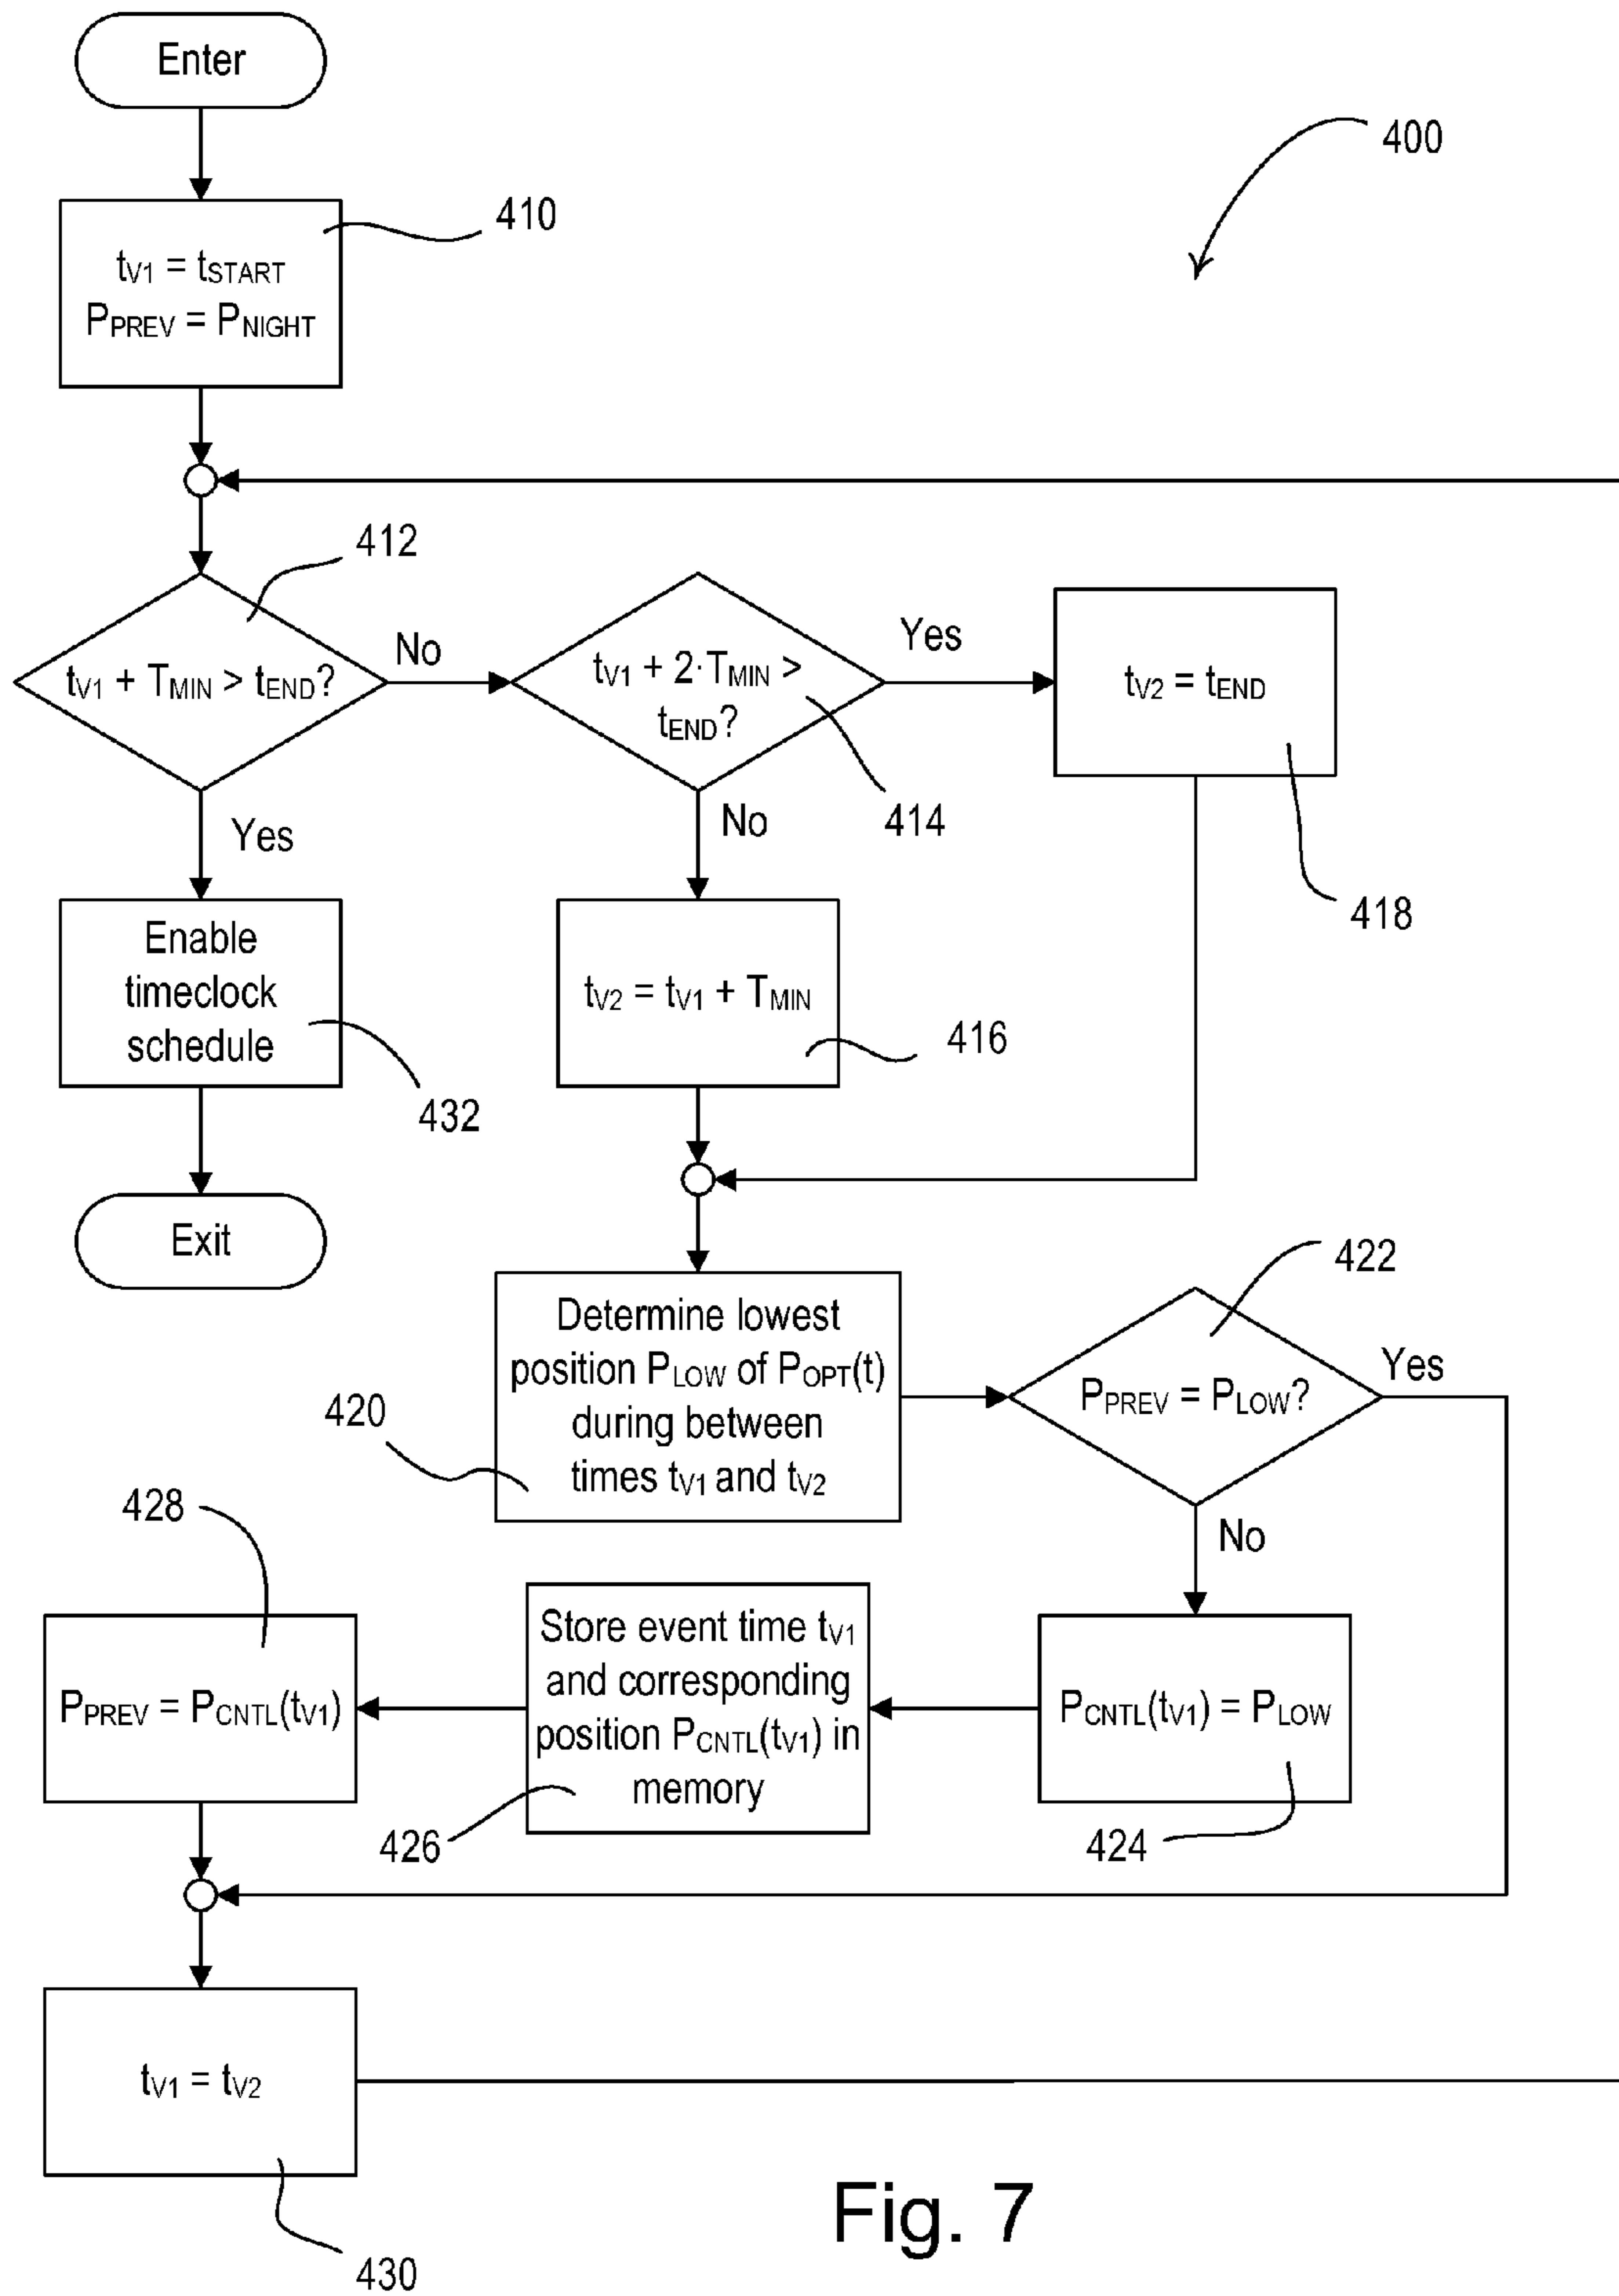 Enter
400
410
tV1 = tSTART
PPREV = PNIGHT
412
tV1 + TMIN > tEND?
No
tV1 + 2·TMIN >
tEND?
Yes
tV2 = tEND
414
418
Yes
No
Enable
timeclock
schedule
432
tV2 = tV1 + TMIN
416
Exit
Determine lowest
position PLOW of POPT(t)
during between
times tV1 and tV2
420
422
PPREV = PLOW?
Yes
No
428
PPREV = PCNTL(tV1)
Store event time tV1
and corresponding
position PCNTL(tV1) in
memory
426
PCNTL(tV1) = PLOW
424
tV1 = tV2
430
Fig. 7